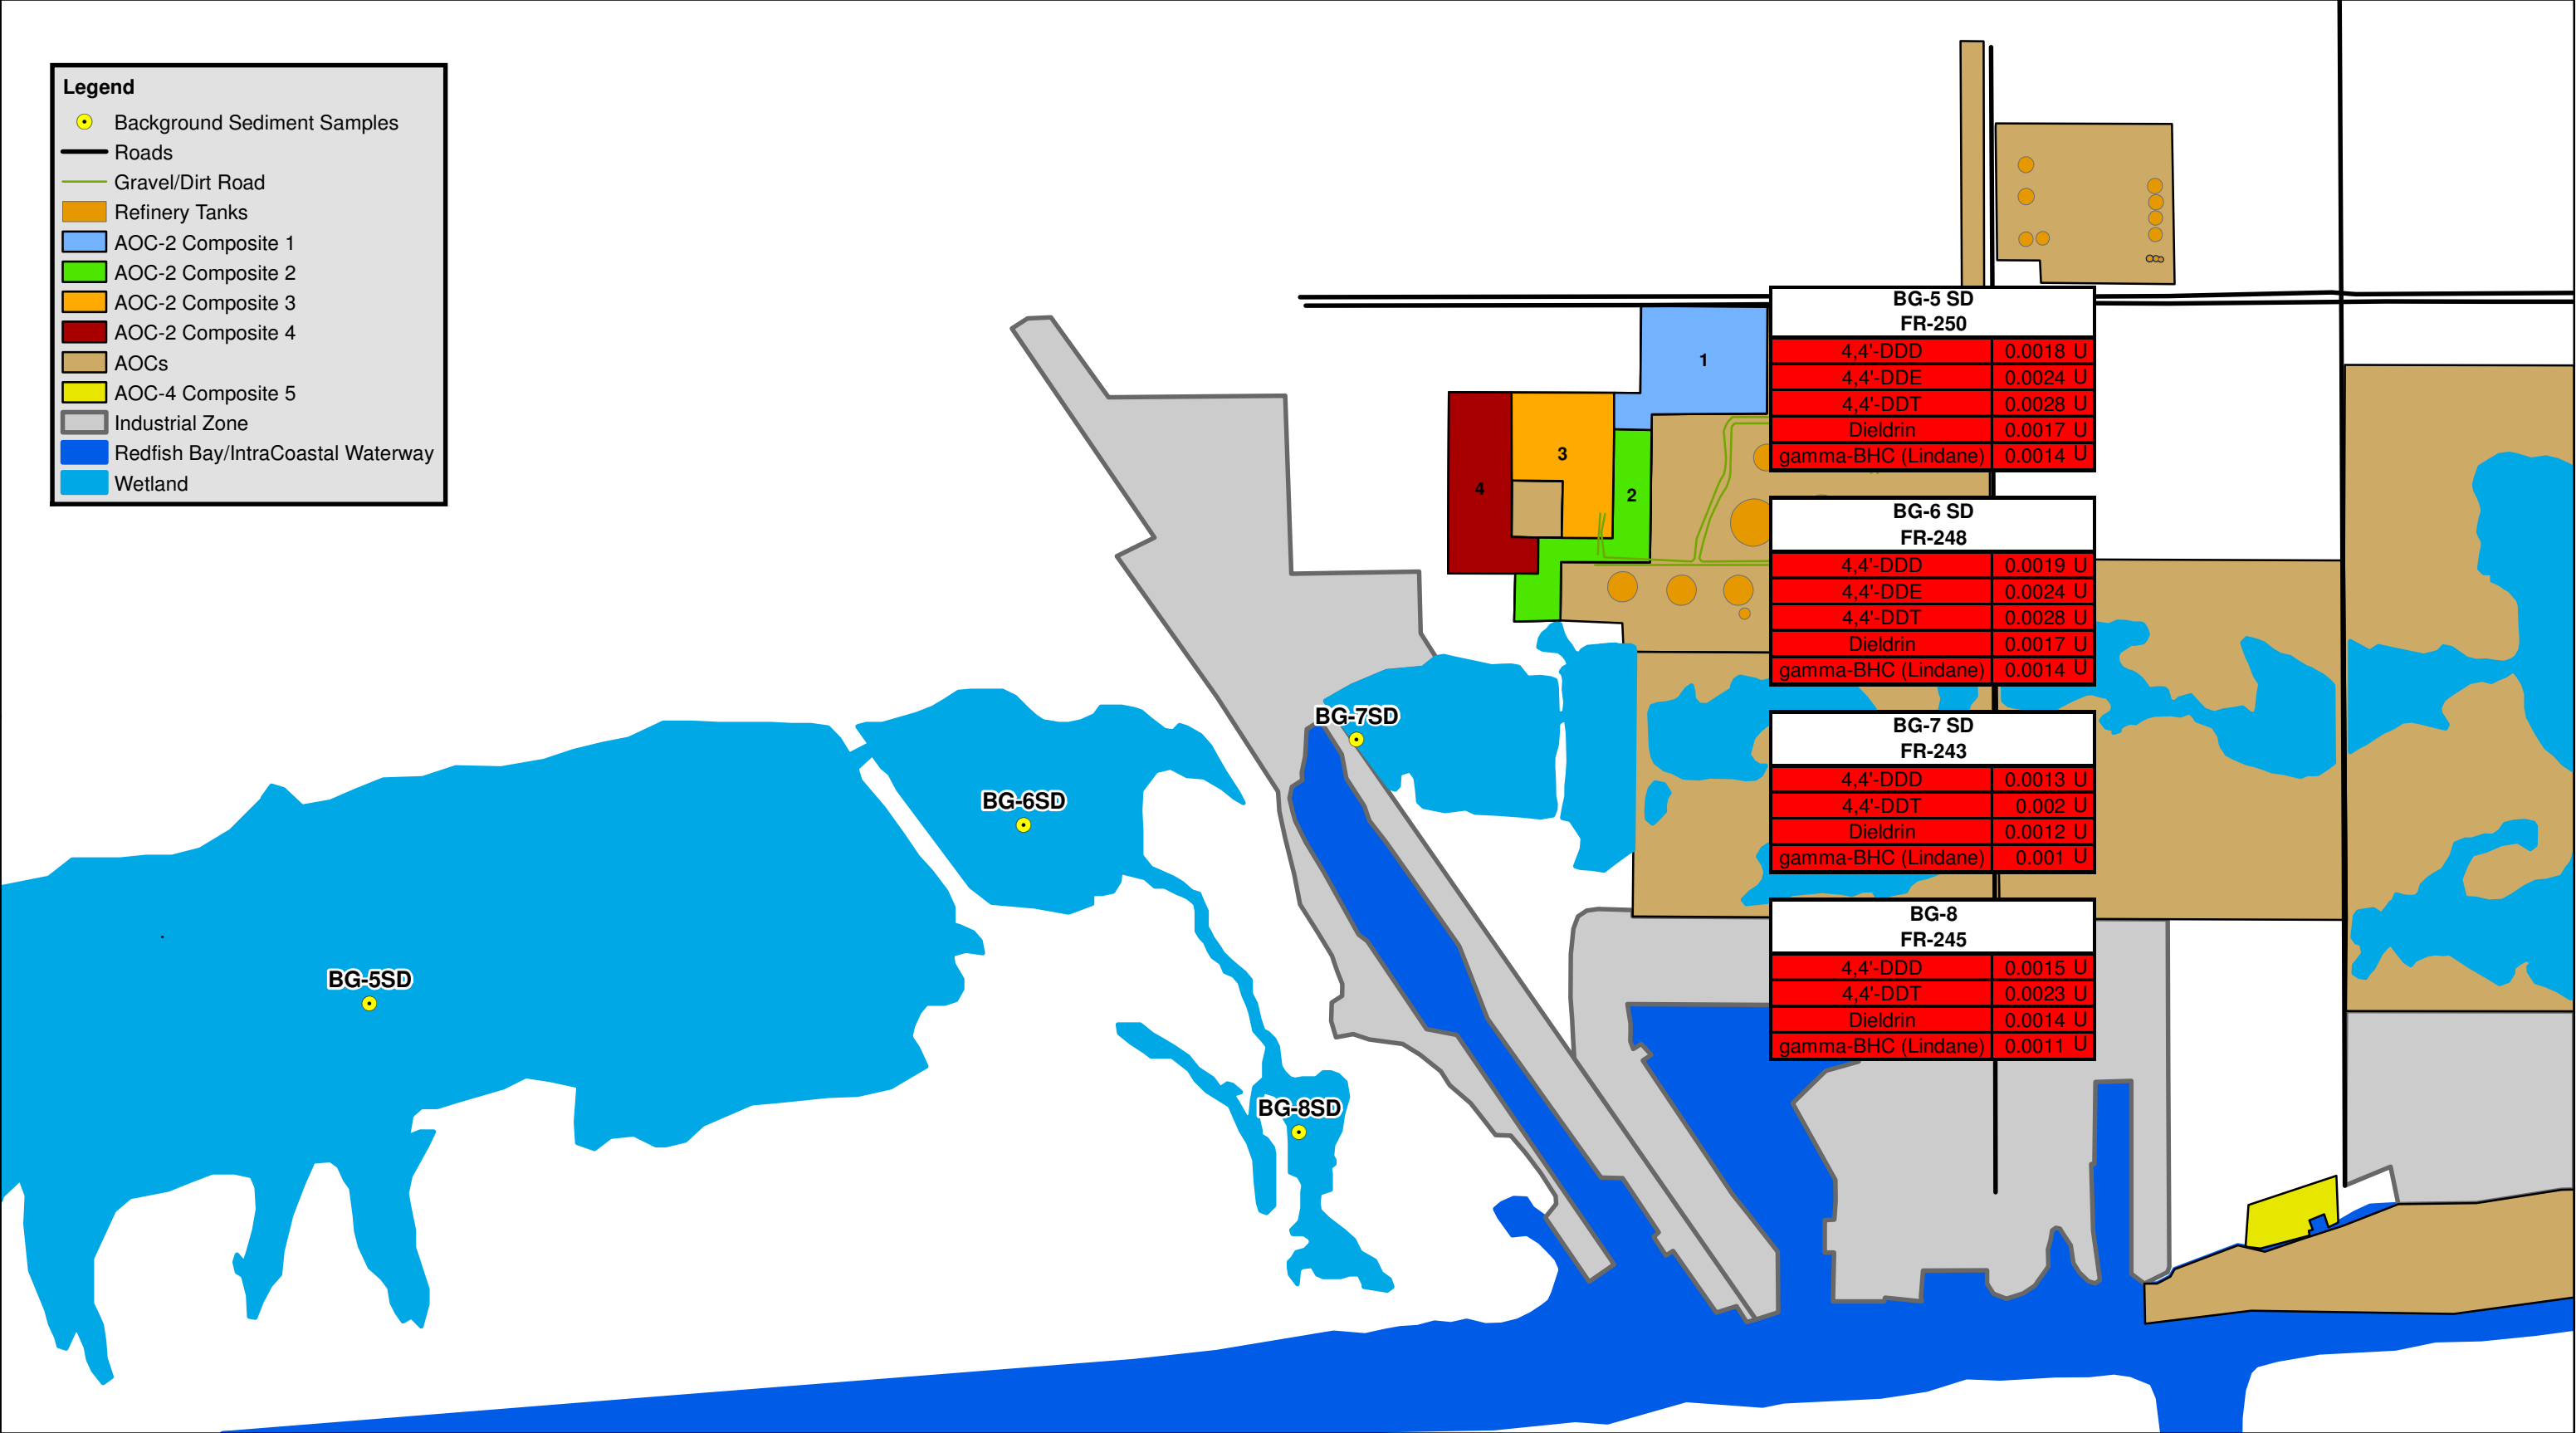 Legend
Background Sediment Samples
Roads
Gravel/Dirt Road
Refinery Tanks
AOC-2 Composite 1
AOC-2 Composite 2
AOC-2 Composite 3
AOC-2 Composite 4
AOCs
AOC-4 Composite 5
Industrial Zone
Redfish Bay/IntraCoastal Waterway
Wetland
1
3
4
2
BG-5 SD
FR-250
4,4'-DDD 0.0018 U
4,4'-DDE 0.0024 U
4,4'-DDT 0.0028 U
Dieldrin 0.0017 U
gamma-BHC (Lindane) 0.0014 U
BG-6 SD
FR-248
4,4'-DDD 0.0019 U
4,4'-DDE 0.0024 U
4,4'-DDT 0.0028 U
Dieldrin 0.0017 U
gamma-BHC (Lindane) 0.0014 U
BG-7 SD
FR-243
4,4'-DDD 0.0013 U
4,4'-DDT 0.002 U
Dieldrin 0.0012 U
gamma-BHC (Lindane) 0.001 U
BG-8
FR-245
4,4'-DDD 0.0015 U
4,4'-DDT 0.0023 U
Dieldrin 0.0014 U
gamma-BHC (Lindane) 0.0011 U
BG-7SD
BG-6SD
BG-5SD
BG-8SD